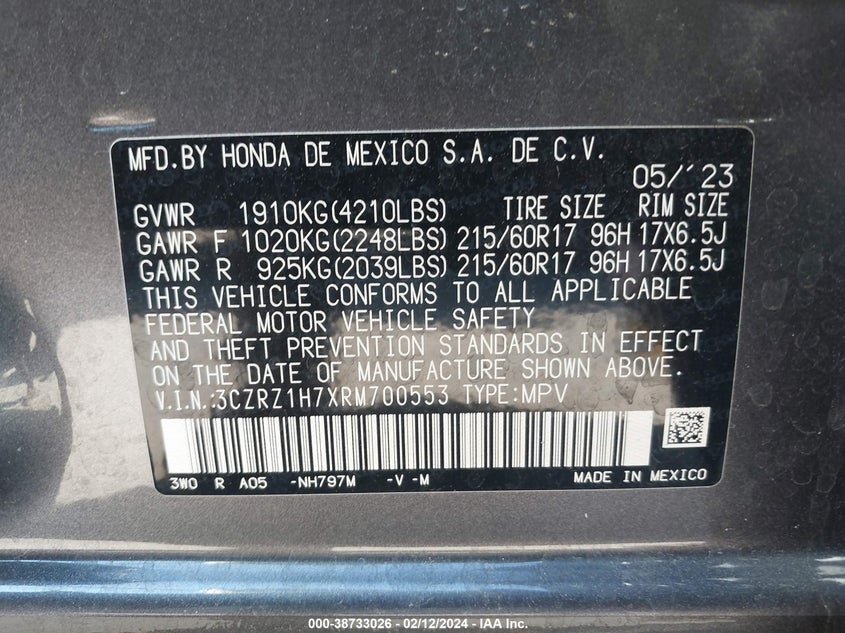 MFD.BY HONDA DE MEXICO S.A. DE C.V.
05/'23
GVWR 1910KG(4210LBS) TIRE SIZE RIM SIZE
GAWR F 1020KG(2248LBS) 215/60R17 96H 17X6.5J
GAWR R 925KG(2039LBS) 215/60R17 96H 17X6.5J
THIS VEHICLE CONFORMS TO ALL APPLICABLE
FEDERAL MOTOR VEHICLE SAFETY
AND THEFT PREVENTION STANDARDS IN EFFECT
ON THE DATE OF MANUFACTURE SHOWN ABOVE.
V.I.N.:3CZRZ1H7XRM700553 TYPE:MPV
3W0 R A05 -NH797M -V -M MADE IN MEXICO
000-38733026 - 02/12/2024 - IAA Inc.